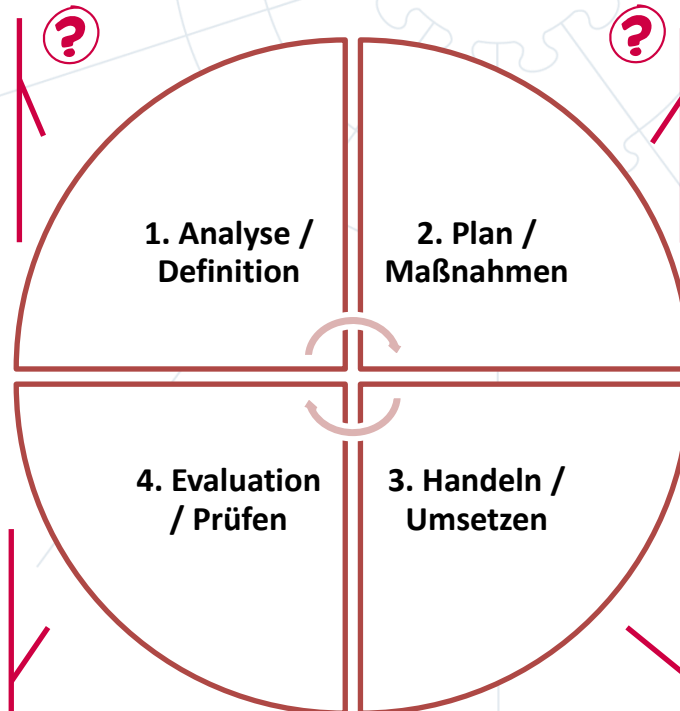 ?
?
1. Analyse /
Definition
2. Plan /
Maßnahmen
4. Evaluation
/ Prüfen
3. Handeln /
Umsetzen